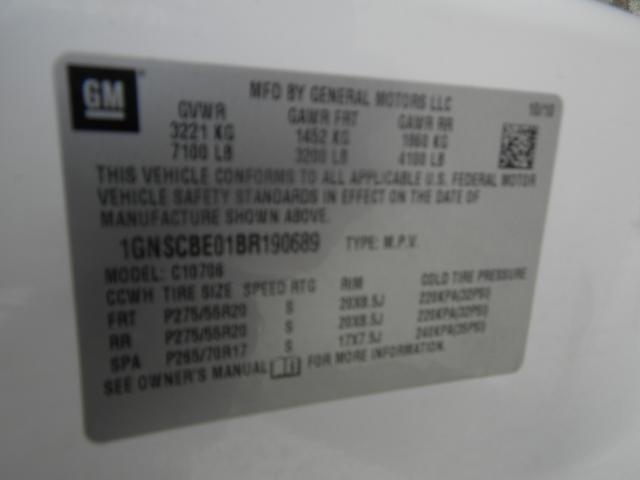 GM
MFD BY GENERAL MOTORS LLC 10/10
GVWR GAWR FRT GAWR RR
3221 KG 1452 KG 1860 KG
7100 LB 3200 LB 4100 LB
THIS VEHICLE CONFORMS TO ALL APPLICABLE U.S. FEDERAL MOTOR
VEHICLE SAFETY STANDARDS IN EFFECT ON THE DATE OF
MANUFACTURE SHOWN ABOVE.
1GNSCBE01BR190689 TYPE: M.P.V.
MODEL: C10706
CCWH TIRE SIZE SPEED RTG RIM COLD TIRE PRESSURE
FRT P275/55R20 S 20X8.5J 220KPA(32PSI)
RR P275/55R20 S 20X8.5J 220KPA(32PSI)
SPA P265/70R17 S 17X7.5J 240KPA(35PSI)
SEE OWNER'S MANUAL FOR MORE INFORMATION.